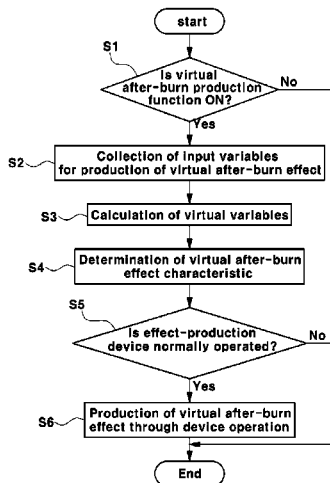 start
S1
Is virtual
after-burn production
function ON?
No
Yes
S2
Collection of input variables
for production of virtual after-burn effect
S3
Calculation of virtual variables
S4
Determination of virtual after-burn
effect characteristic
S5
Is effect-production
device normally operated?
No
Yes
S6
Production of virtual after-burn
effect through device operation
End